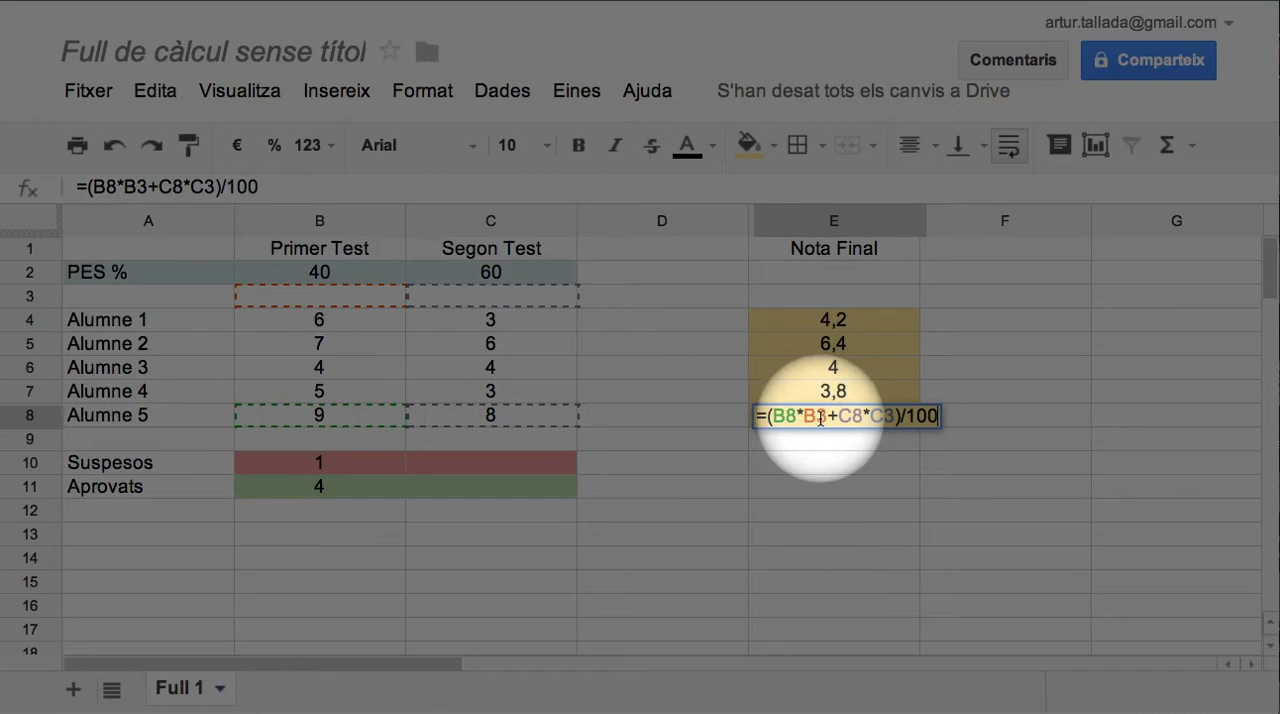 artur.tallada@gmail.com
Full de càlcul sense títol
Comentaris
Comparteix
Fitxer Edita Visualitza Insereix Format Dades Eines Ajuda S'han desat tots els canvis a Drive
€ % 123 Arial 10 B I S A Σ
fx =(B8*B3+C8*C3)/100
A B C D E F G
1 Primer Test Segon Test Nota Final
2 PES % 40 60
3
4 Alumne 1 6 3 4,2
5 Alumne 2 7 6 6,4
6 Alumne 3 4 4 4
7 Alumne 4 5 3 3,8
8 Alumne 5 9 8 =(B8*B3+C8*C3)/100
9
10 Suspesos 1
11 Aprovats 4
12
13
14
15
16
17
18
Full 1